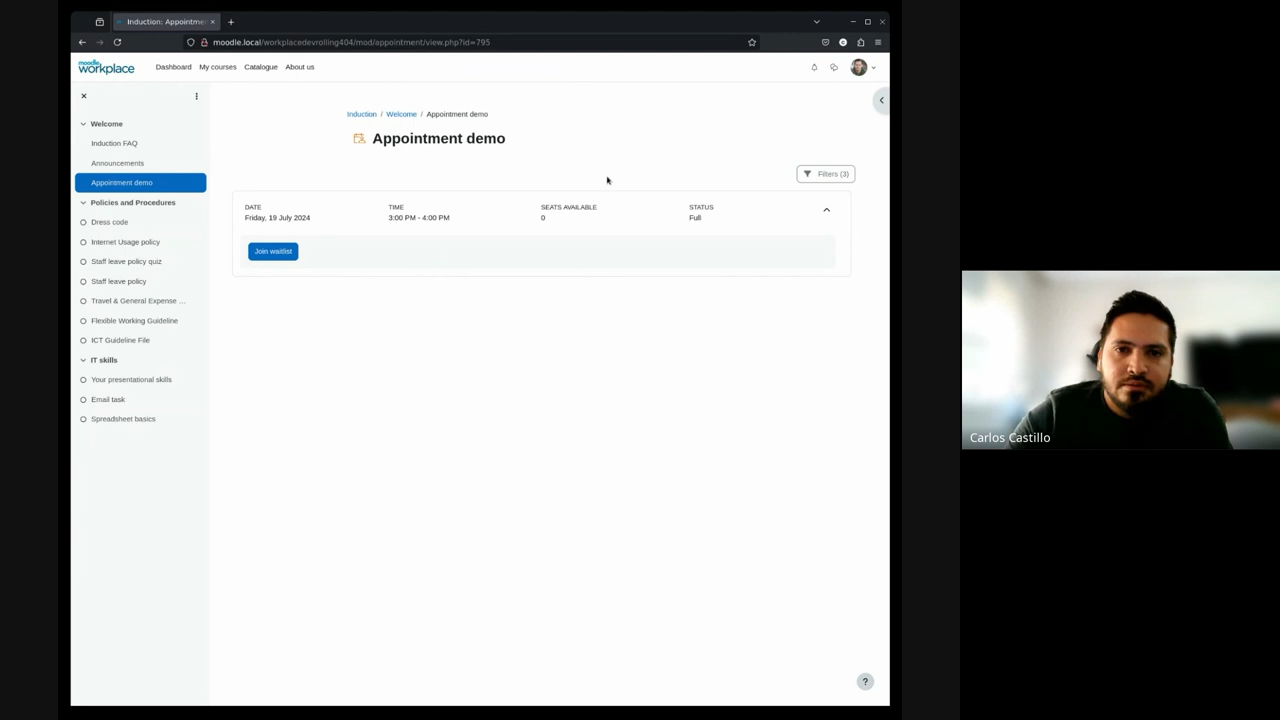 Induction: Appointmer
moodle.local/workplacedevrolling404/mod/appointment/view.php?id=795
moodle workplace
Dashboard My courses Catalogue About us
Welcome
Induction FAQ
Announcements
Appointment demo
Policies and Procedures
Dress code
Internet Usage policy
Staff leave policy quiz
Staff leave policy
Travel & General Expense ...
Flexible Working Guideline
ICT Guideline File
IT skills
Your presentational skills
Email task
Spreadsheet basics
Induction / Welcome / Appointment demo
Appointment demo
Filters (3)
DATE TIME SEATS AVAILABLE STATUS
Friday, 19 July 2024 3:00 PM - 4:00 PM 0 Full
Join waitlist
?
Carlos Castillo